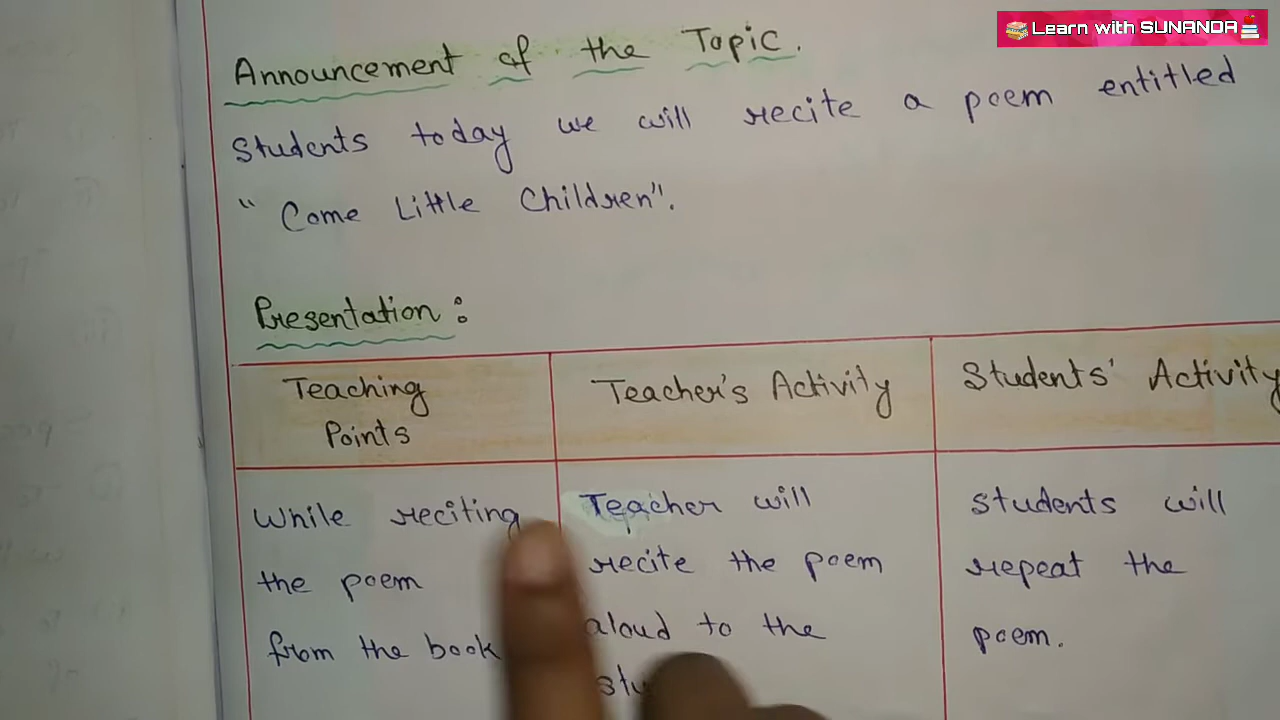 Learn with SUNANDA
Announcement of the Topic.
Students today we will recite a poem entitled
"Come Little Children".
Presentation:
Teaching Points
Teacher's Activity
Students' Activity
While reciting
the poem
from the book
Teacher will
recite the poem
aloud to the
students will
repeat the
poem.